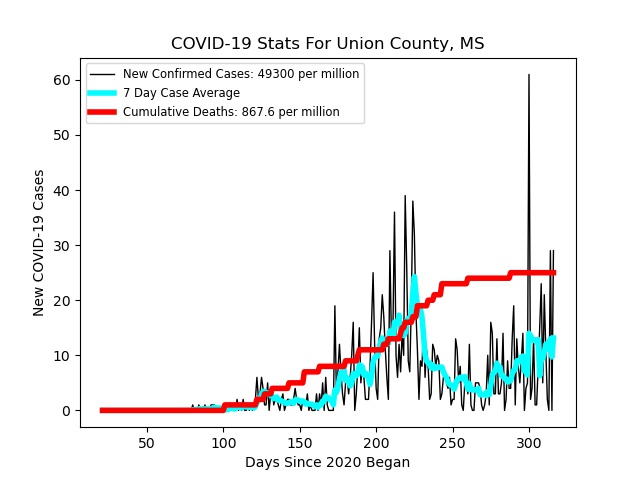 COVID-19 Stats For Union County, MS
New Confirmed Cases: 49300 per million
7 Day Case Average
Cumulative Deaths: 867.6 per million
New COVID-19 Cases
60
50
40
30
20
10
0
50 100 150 200 250 300
Days Since 2020 Began